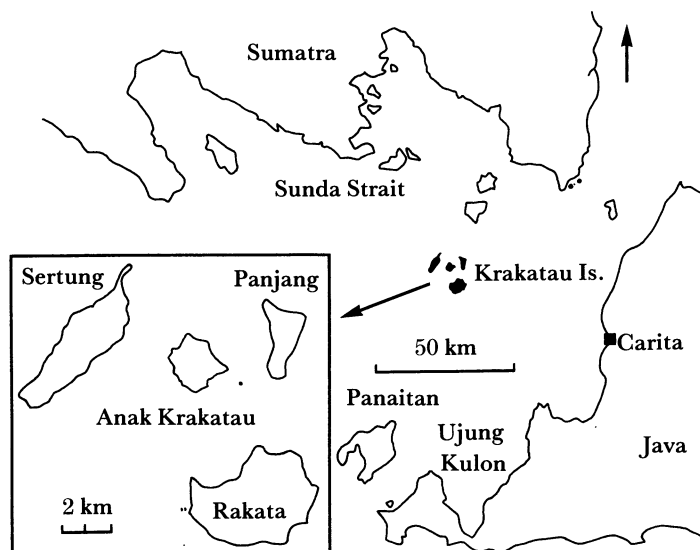 Sumatra
Sunda Strait
Sertung
Panjang
Krakatau Is.
50 km
Carita
Anak Krakatau
Panaitan
Ujung
Kulon
Java
2 km
Rakata